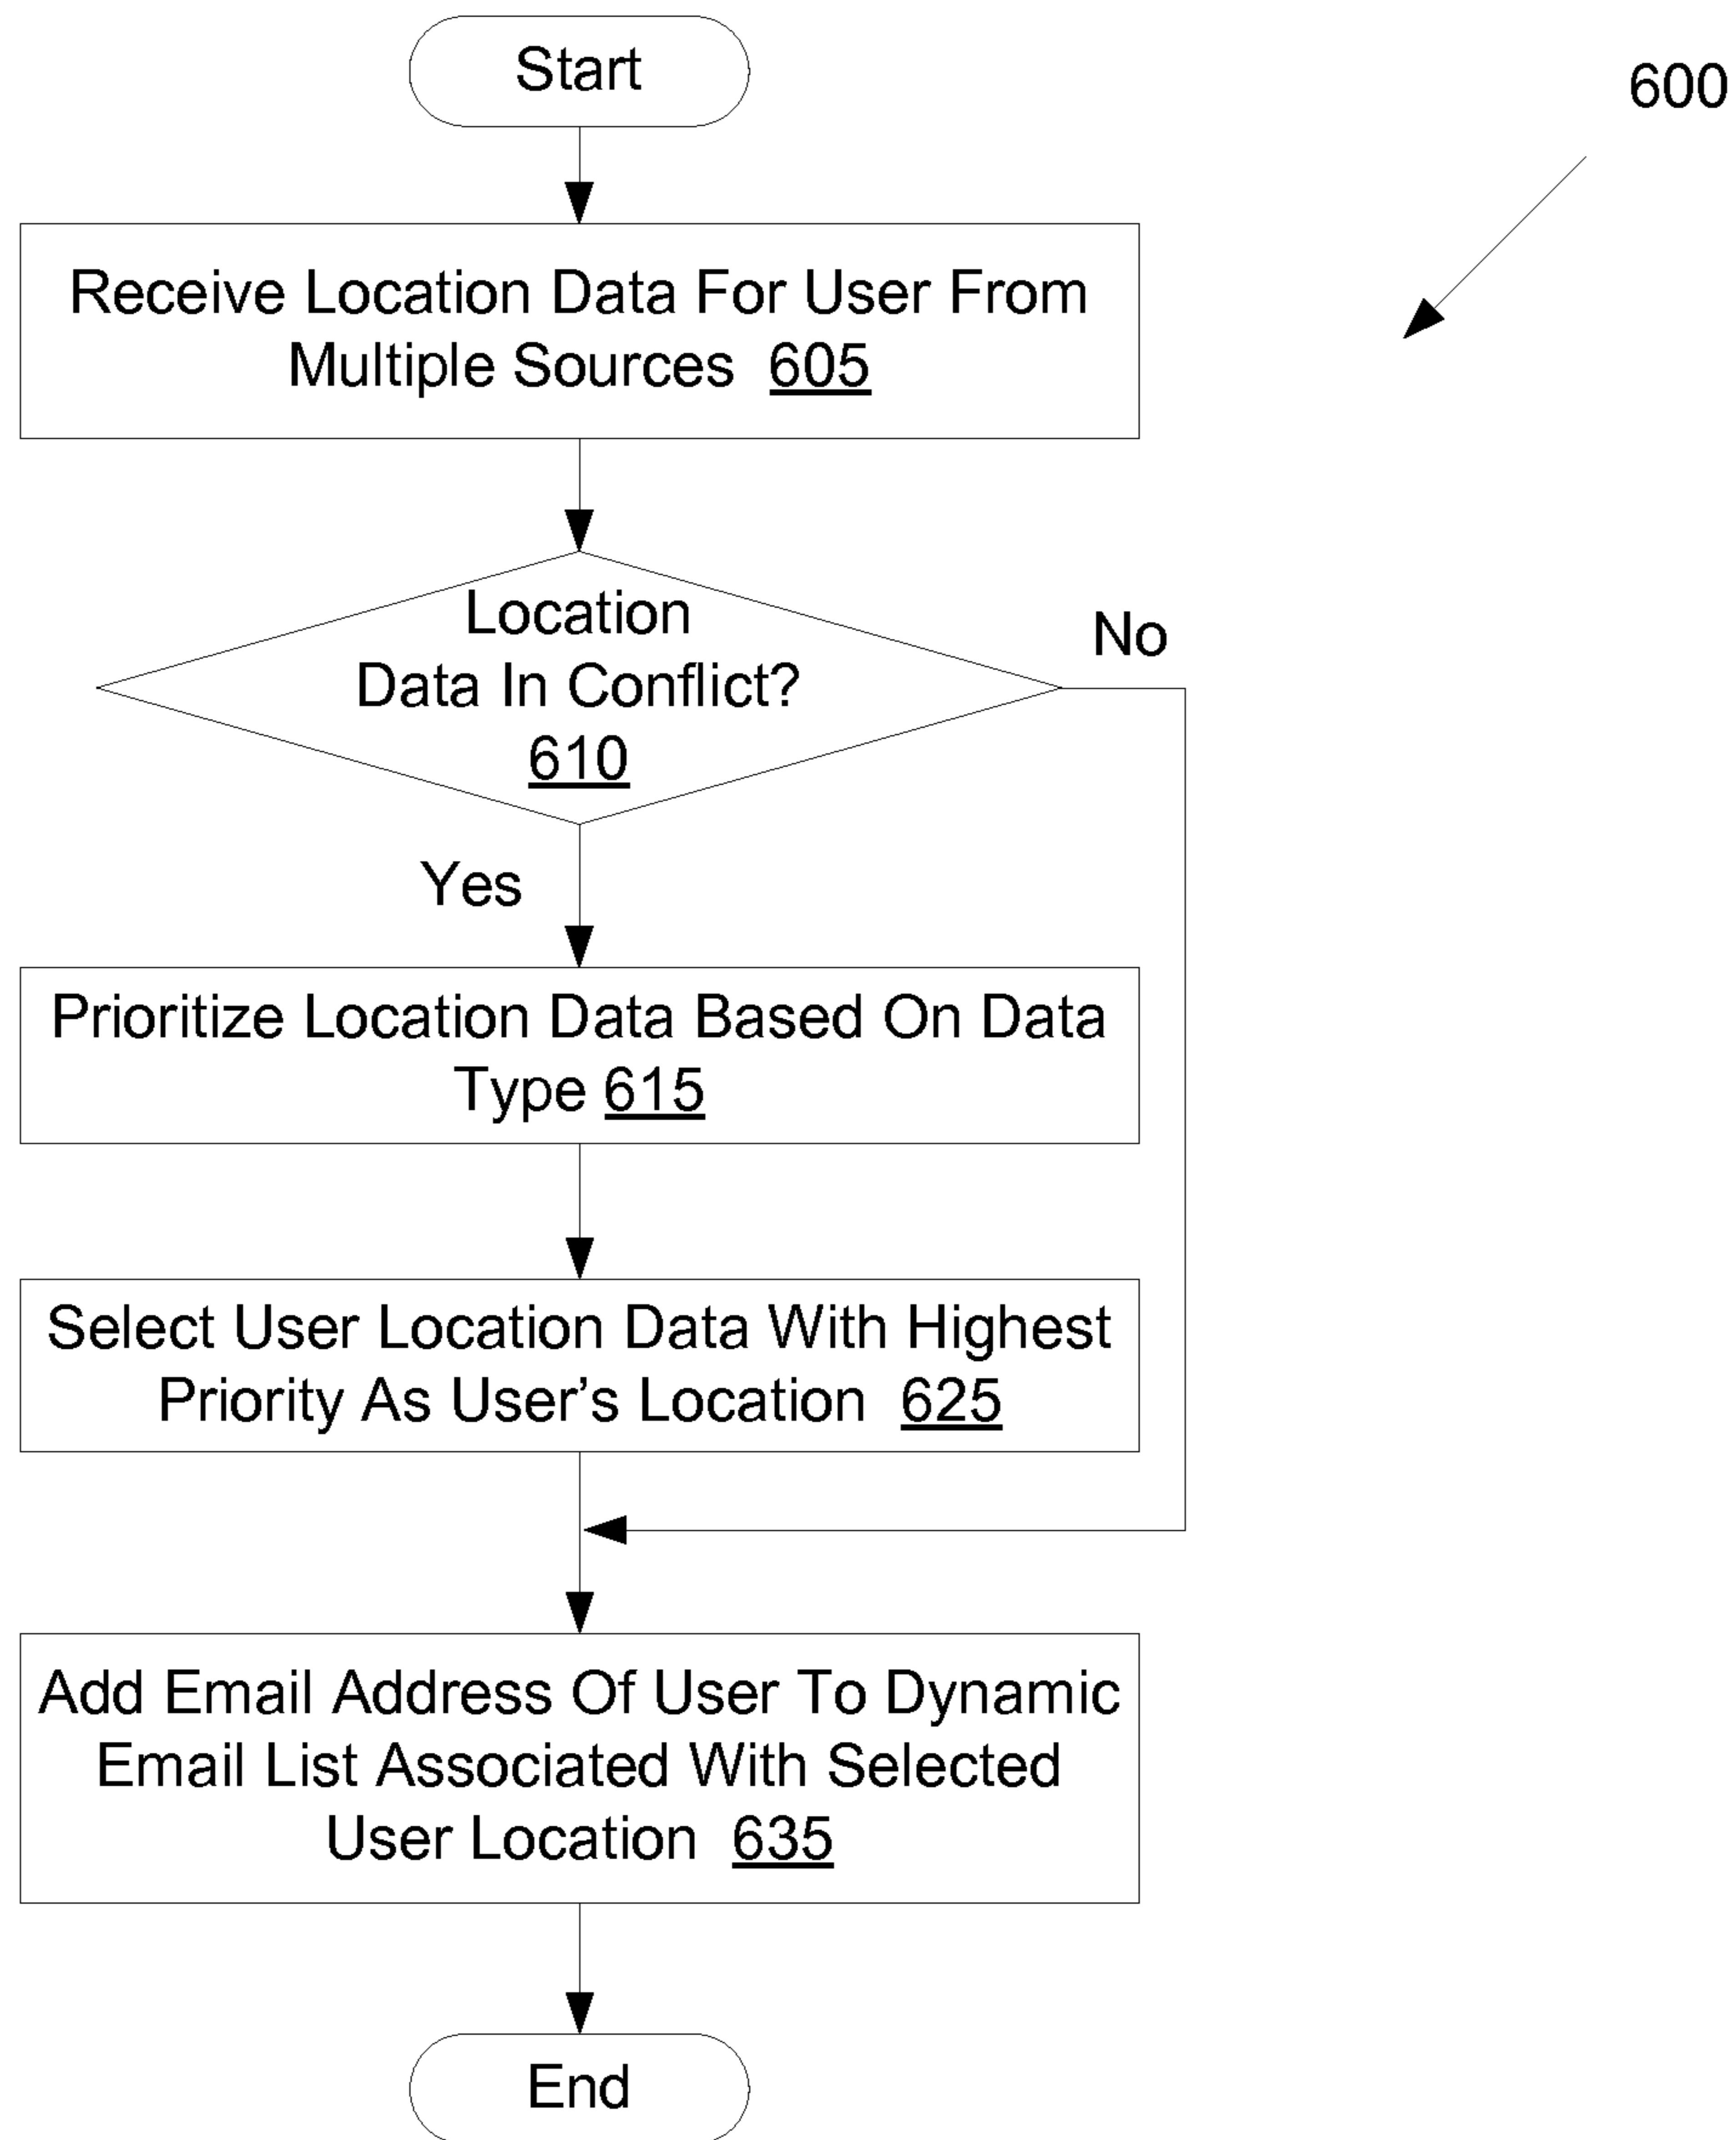 Start
600
Receive Location Data For User From
Multiple Sources 605
Location
Data In Conflict?
610
No
Yes
Prioritize Location Data Based On Data
Type 615
Select User Location Data With Highest
Priority As User's Location 625
Add Email Address Of User To Dynamic
Email List Associated With Selected
User Location 635
End